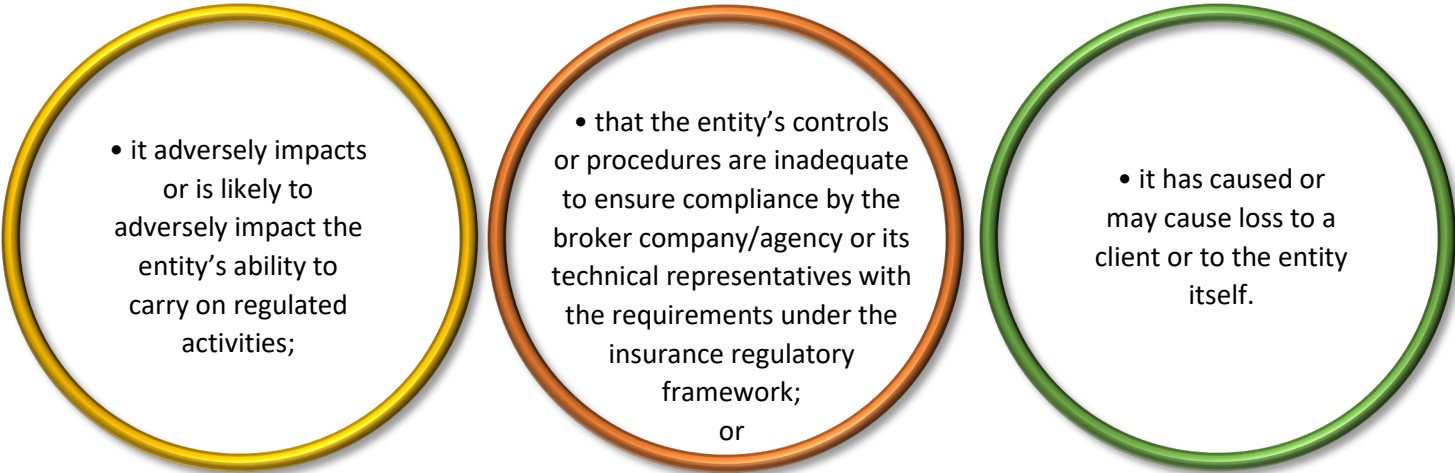 • it adversely impacts
or is likely to
adversely impact the
entity’s ability to
carry on regulated
activities;
• that the entity’s controls
or procedures are inadequate
to ensure compliance by the
broker company/agency or its
technical representatives with
the requirements under the
insurance regulatory
framework;
or
• it has caused or
may cause loss to a
client or to the entity
itself.